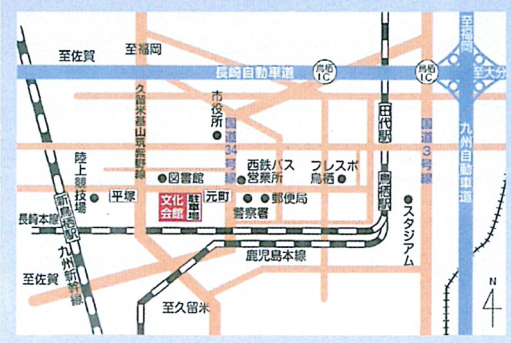 至佐賀
至福岡
至福岡
長崎自動車道
鳥栖
IC
鳥栖
IC
至大分
久留米基山筑紫野線
市役所
国道34号線
田代駅
国道3号線
九州自動車道
陸上競技場
図書館
西鉄バス
営業所
フレスポ
鳥栖
鳥栖駅
平塚
文化
会館
駐車場
元町
郵便局
警察署
スタジアム
長崎本線
新鳥栖駅
九州新幹線
鹿児島本線
至佐賀
至久留米
N
4